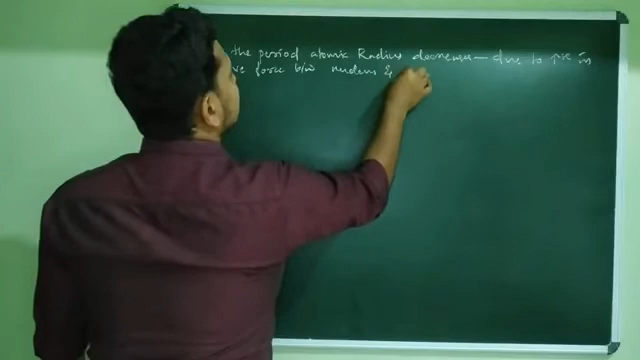 the period atomic Radius decreases — due to ↑se in
ve force b/w nucleus &